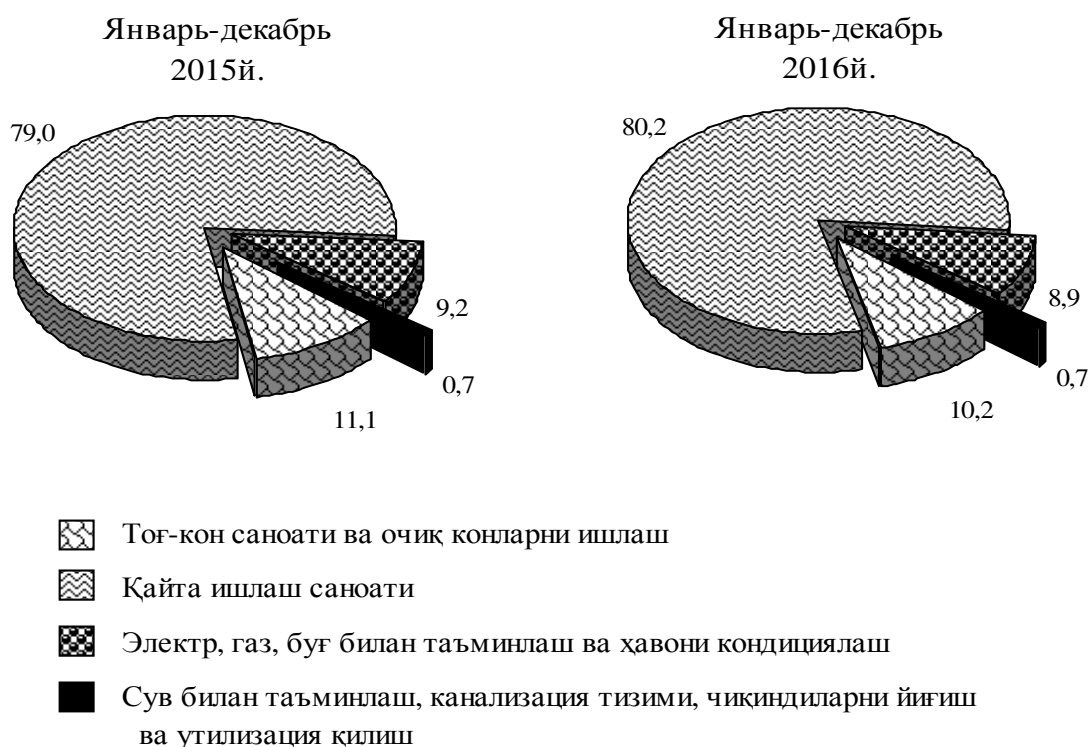 Январь-декабрь
2015й.
Январь-декабрь
2016й.
79,0
9,2
0,7
11,1
80,2
8,9
0,7
10,2
Тоғ-кон саноати ва очиқ конларни ишлаш
Қайта ишлаш саноати
Электр, газ, буғ билан таъминлаш ва ҳавони кондициялаш
Сув билан таъминлаш, канализация тизими, чиқиндиларни йиғиш
ва утилизация қилиш